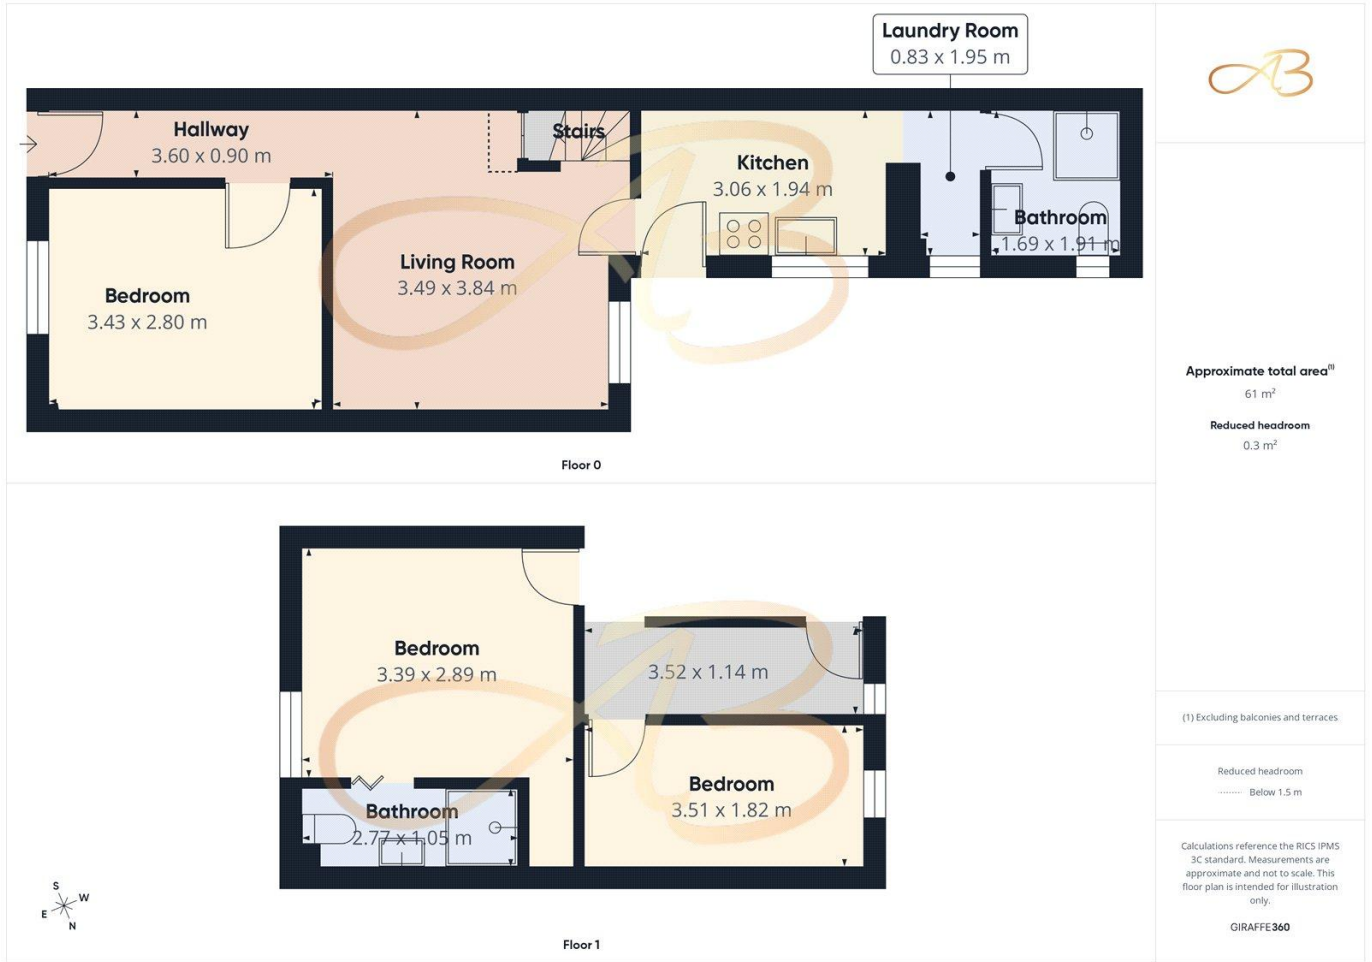 Laundry Room
0.83 x 1.95 m
Hallway
3.60 x 0.90 m
Stairs
Kitchen
3.06 x 1.94 m
Bathroom
1.69 x 1.91 m
Living Room
3.49 x 3.84 m
Bedroom
3.43 x 2.80 m
Floor 0
Bedroom
3.39 x 2.89 m
3.52 x 1.14 m
Bedroom
3.51 x 1.82 m
Bathroom
2.77 x 1.05 m
S
W
E
N
Floor 1
AB
Approximate total area(1)
61 m²
Reduced headroom
0.3 m²
(1) Excluding balconies and terraces
Reduced headroom
Below 1.5 m
Calculations reference the RICS IPMS
3C standard. Measurements are
approximate and not to scale. This
floor plan is intended for illustration
only.
GIRAFFE360